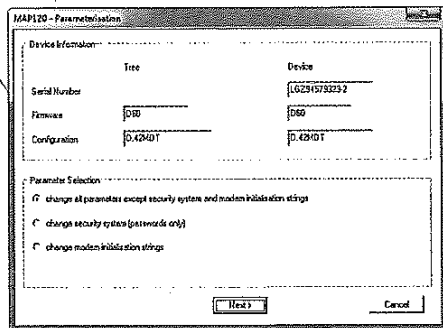 MAP120 - Parameterisation
Device Information
Tree Device
Serial Number LGZ94579323-2
Firmware D60 D60
Configuration D.42MDT D.42MDT
Parameter Selection
change all parameters except security system and modem initialisation strings
change security system (passwords only)
change modem initialisation strings
Next >
Cancel